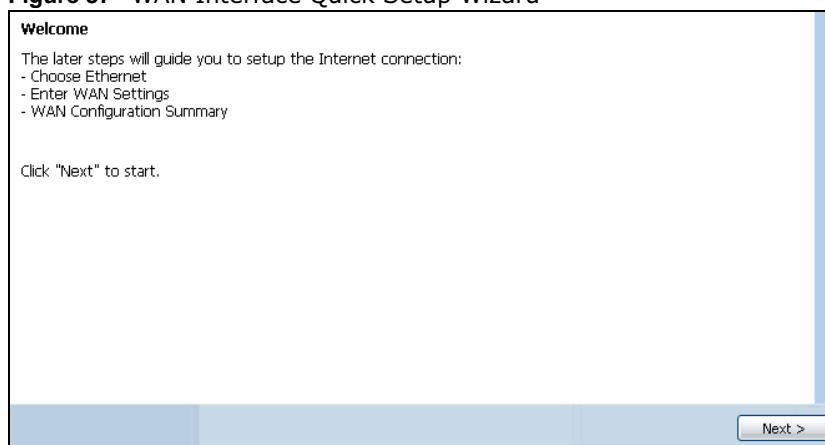 WAN Interface Quick Setup Wizard
Welcome
The later steps will guide you to setup the Internet connection:
- Choose Ethernet
- Enter WAN Settings
- WAN Configuration Summary
Click "Next" to start.
Next >